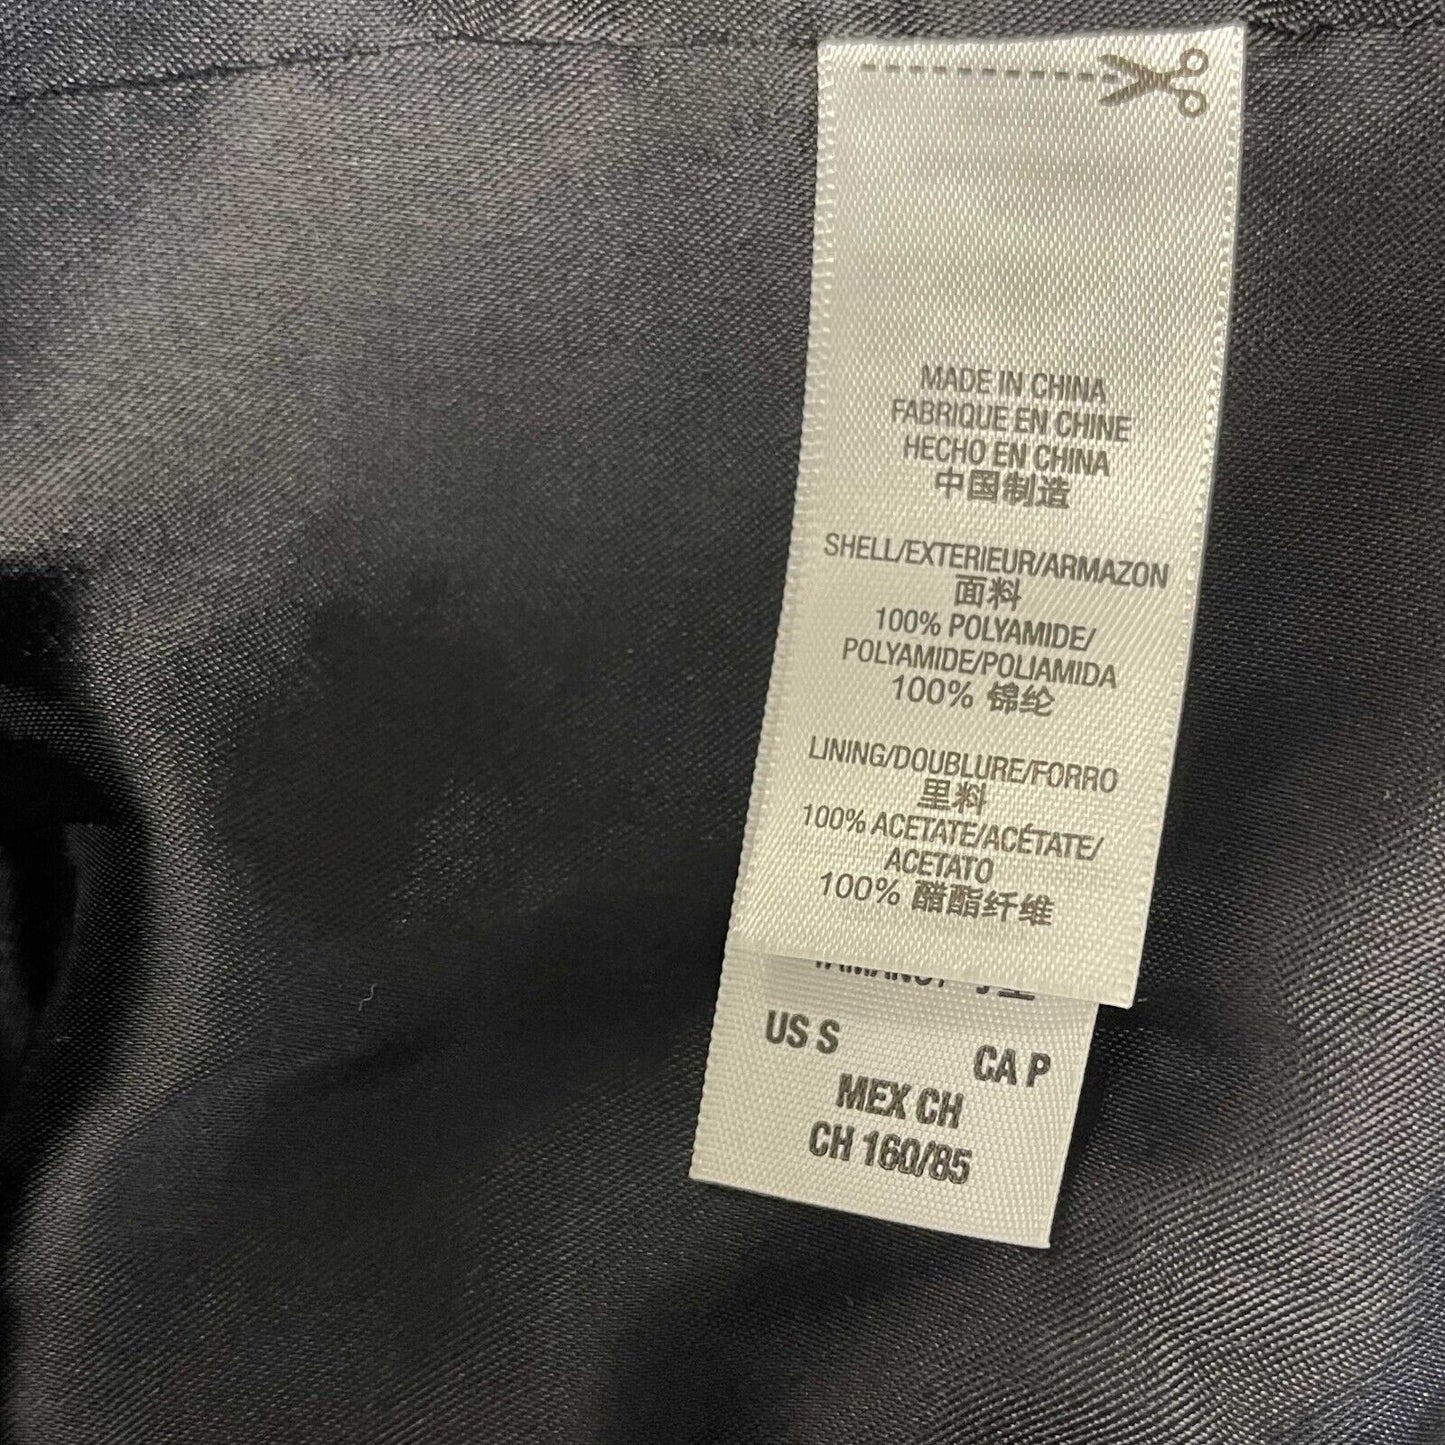 MADE IN CHINA
FABRIQUE EN CHINE
HECHO EN CHINA
中国制造
SHELL/EXTERIEUR/ARMAZON
面料
100% POLYAMIDE/
POLYAMIDE/POLIAMIDA
100% 锦纶
LINING/DOUBLURE/FORRO
里料
100% ACETATE/ACÉTATE/
ACETATO
100% 醋酯纤维
US S
CA P
MEX CH
CH 160/85